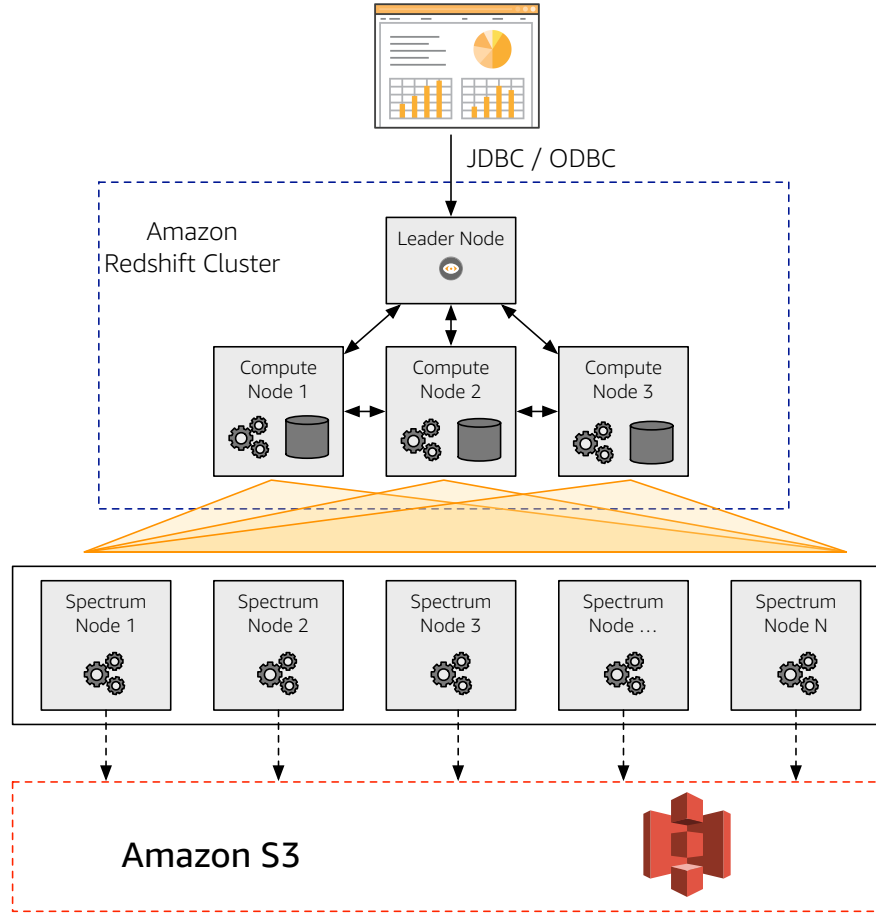 JDBC / ODBC
Amazon
Redshift Cluster
Leader Node
Compute
Node 1
Compute
Node 2
Compute
Node 3
Spectrum
Node 1
Spectrum
Node 2
Spectrum
Node 3
Spectrum
Node ...
Spectrum
Node N
Amazon S3